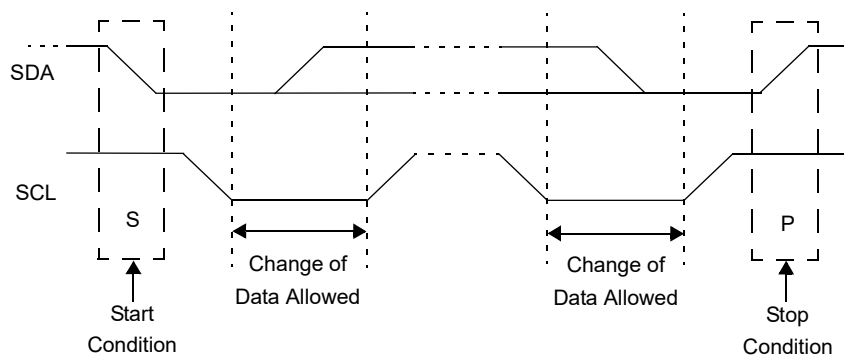 SDA
SCL
S
P
Change of
Data Allowed
Change of
Data Allowed
Start
Condition
Stop
Condition